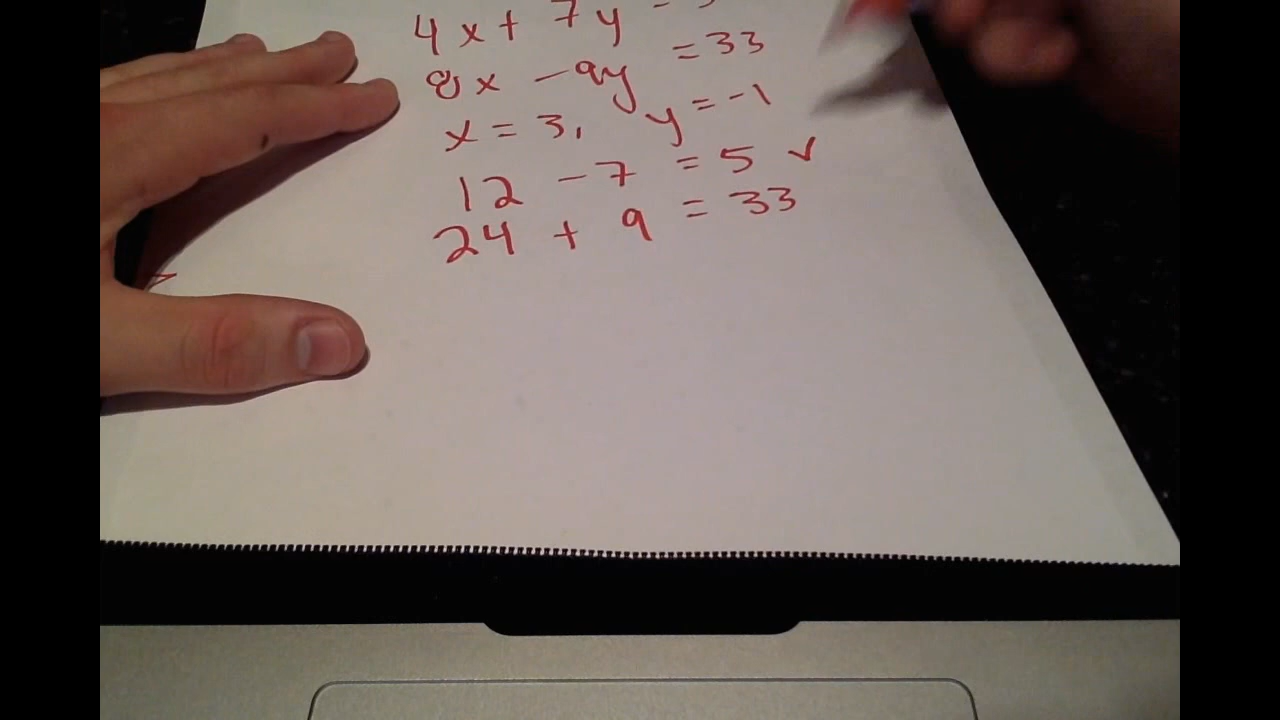 4x + 7y =
8x - 9y = 33
x = 3, y = -1
12 - 7 = 5 ✓
24 + 9 = 33